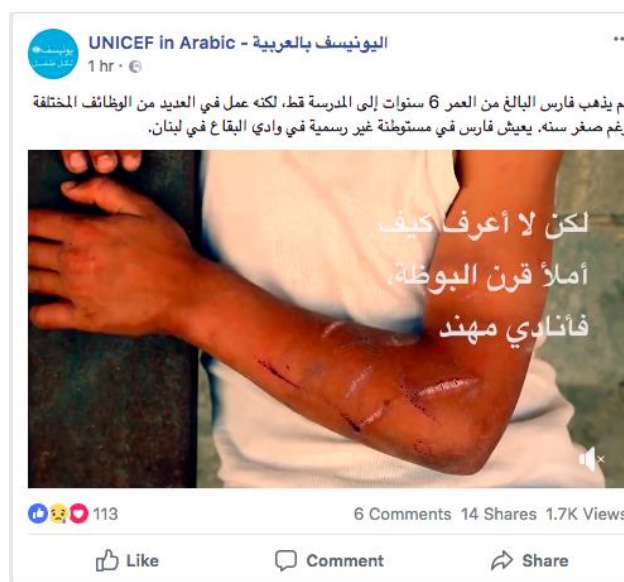 UNICEF in Arabic - اليونيسف بالعربية
1 hr ·
يونيسف
لكل طفل
م يذهب فارس البالغ من العمر 6 سنوات إلى المدرسة قط، لكنه عمل في العديد من الوظائف المختلفة
رغم صغر سنه. يعيش فارس في مستوطنة غير رسمية في وادي البقاع في لبنان.
لكن لا أعرف كيف
أملأ قرن البوظة،
فأنادي مهند
113
6 Comments 14 Shares 1.7K Views
Like Comment Share